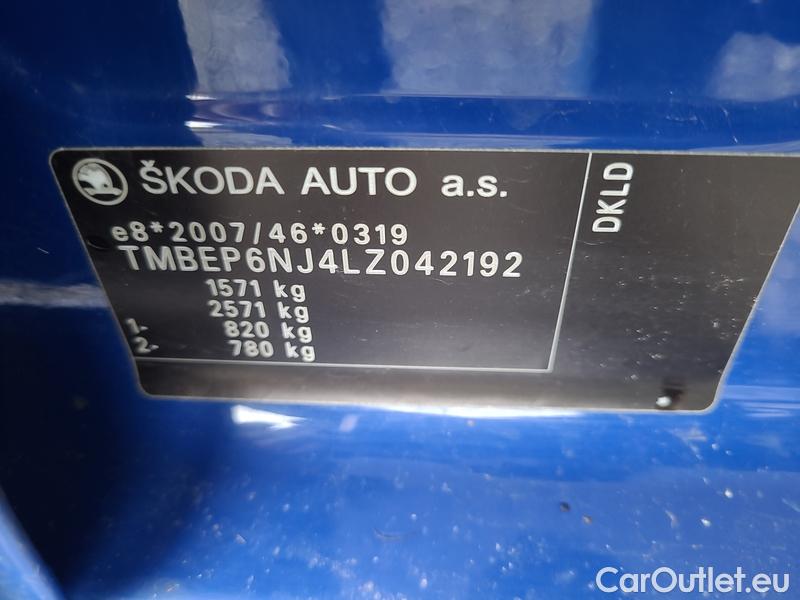 ŠKODA AUTO a.s.
e8*2007/46*0319
TMBEP6NJ4LZ042192
1571 kg
2571 kg
1- 820 kg
2- 780 kg
DKLD
CarOutlet.eu